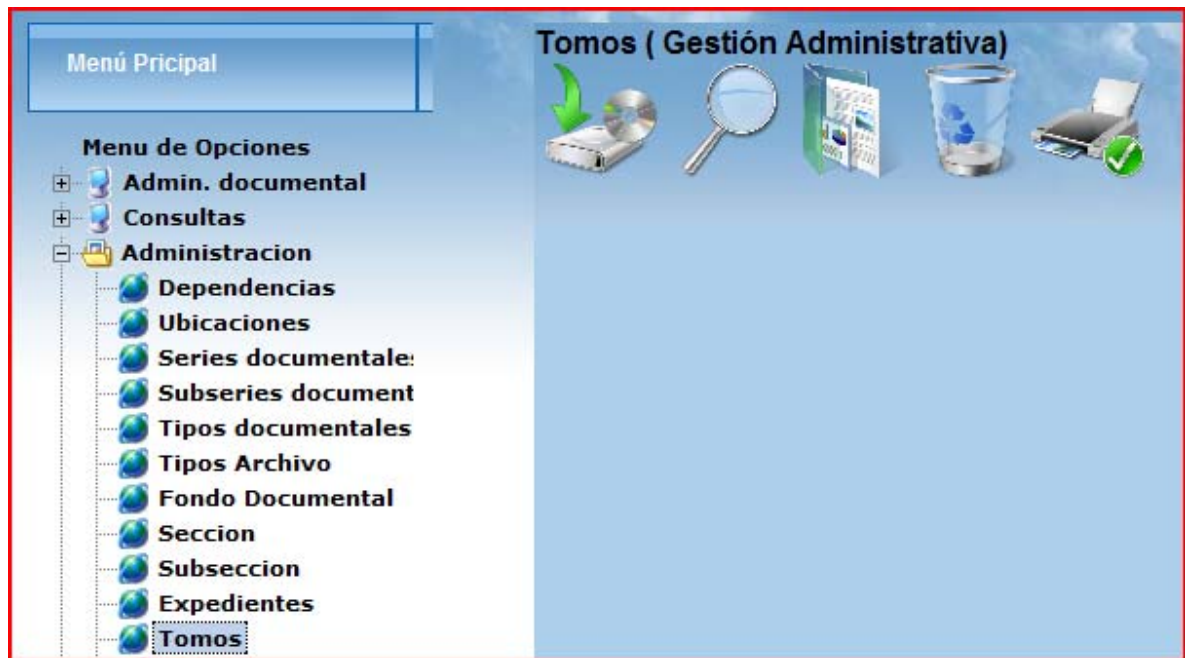 Menú Pricipal
Tomos ( Gestión Administrativa)
Menu de Opciones
Admin. documental
Consultas
Administracion
Dependencias
Ubicaciones
Series documentale
Subseries document
Tipos documentales
Tipos Archivo
Fondo Documental
Seccion
Subseccion
Expedientes
Tomos